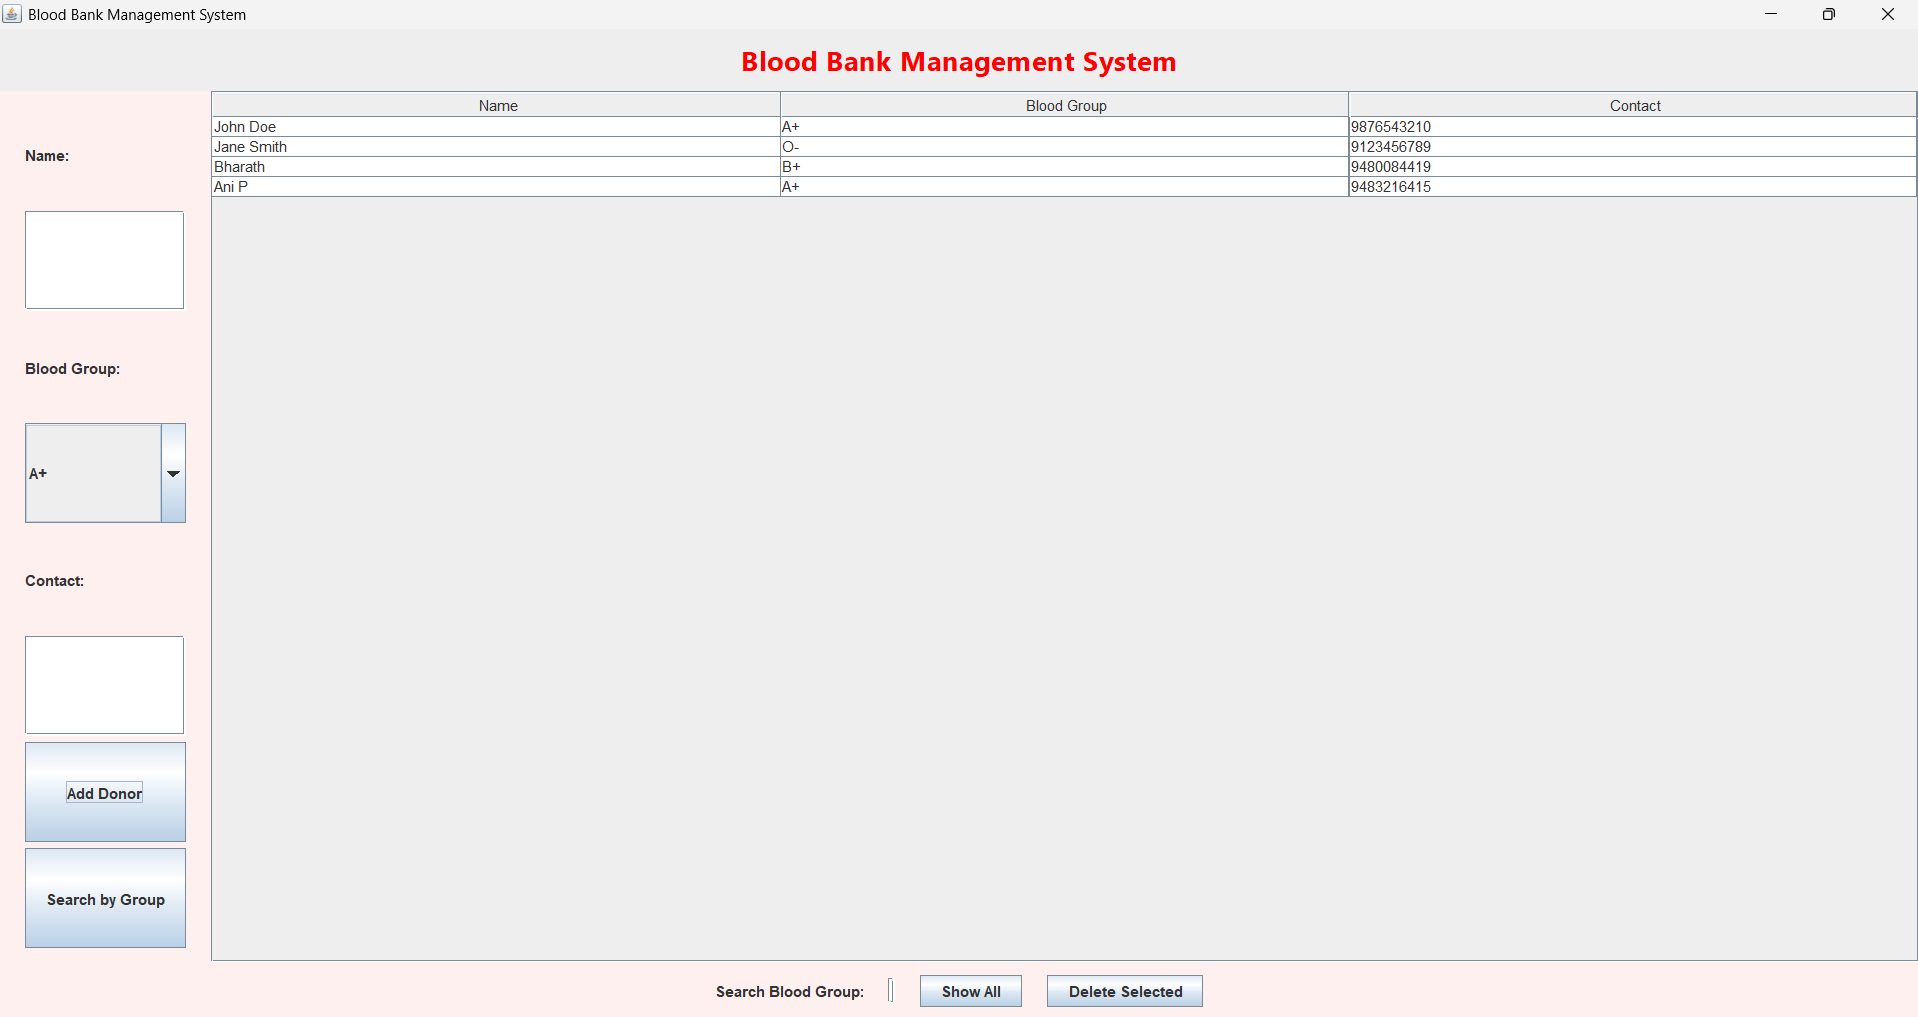 Blood Bank Management System
Blood Bank Management System
Name:
Blood Group:
A+
Contact:
Add Donor
Search by Group
Name Blood Group Contact
John Doe A+ 9876543210
Jane Smith O- 9123456789
Bharath B+ 9480084419
Ani P A+ 9483216415
Search Blood Group: Show All Delete Selected